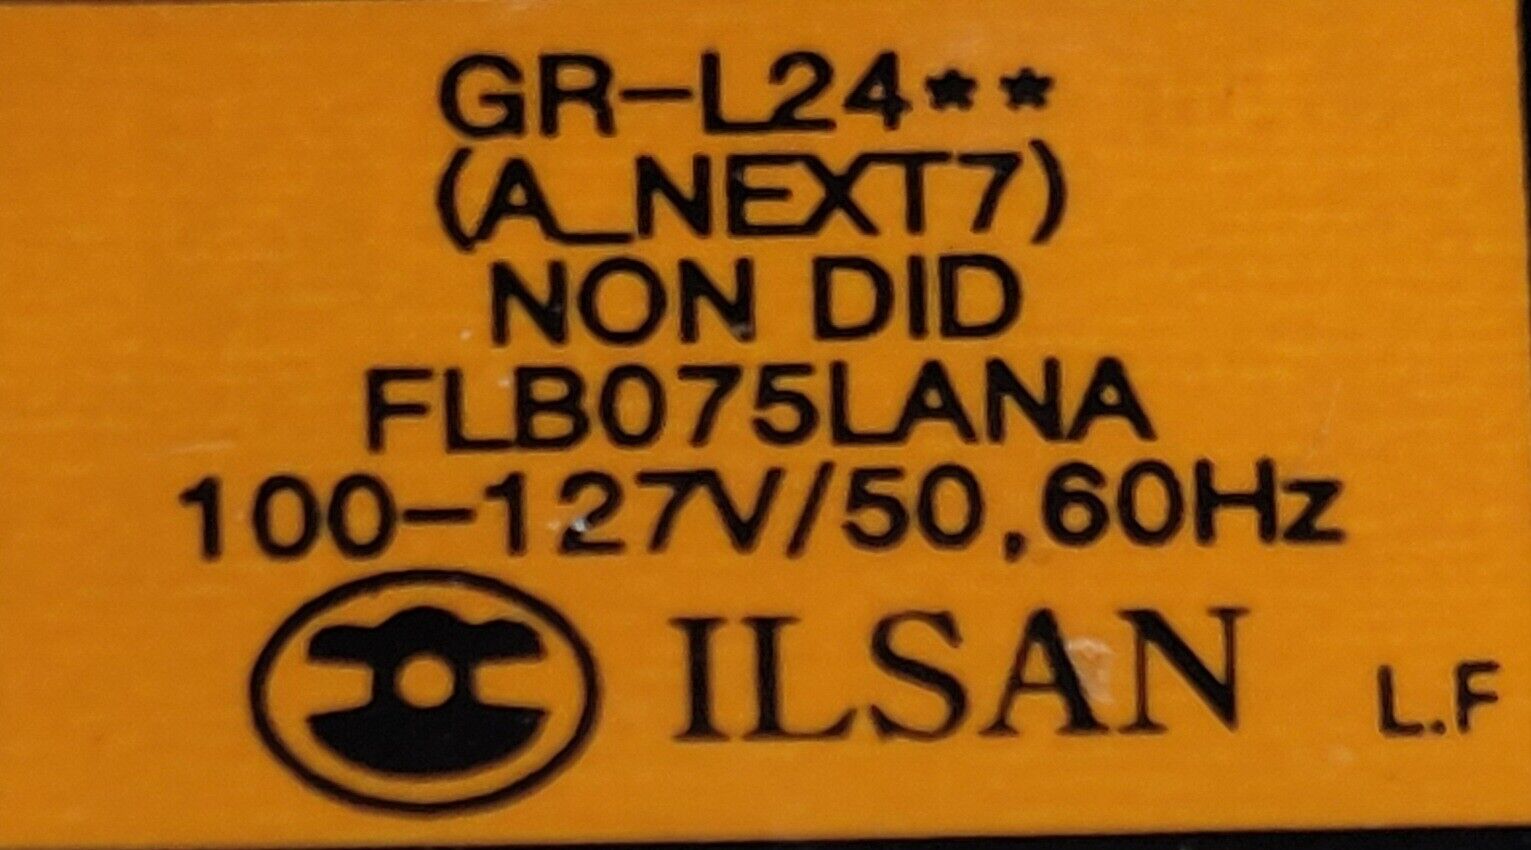 GR-L24**
(A_NEXT7)
NON DID
FLB075LANA
100-127V/50,60Hz
ILSAN
L.F